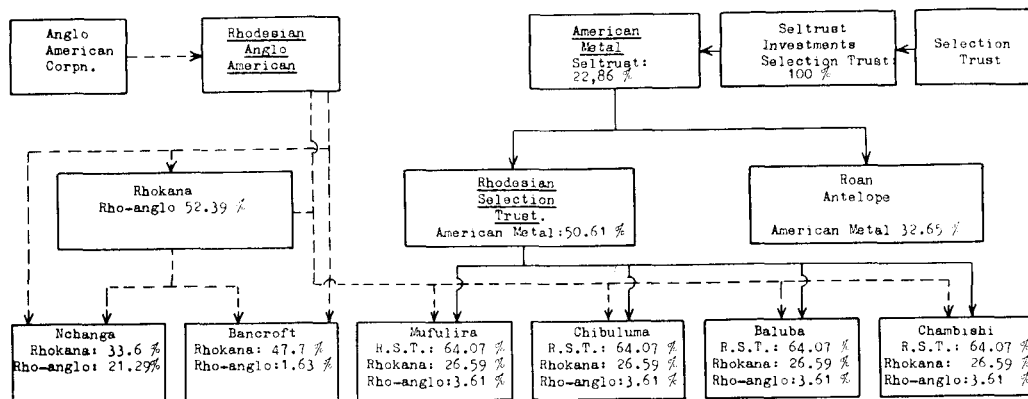 Anglo
American
Corpn.
Rhodesian
Anglo
American
American
Metal
Seltrust:
22,86 %
Seltrust
Investments
Selection Trust:
100 %
Selection
Trust
Rhokana
Rho-anglo 52.39 %
Rhodesian
Selection
Trust.
American Metal:50.61 %
Roan
Antelope
American Metal 32.65 %
Nchanga
Rhokana: 33.6 %
Rho-anglo: 21.29%
Bancroft
Rhokana: 47.7 %
Rho-anglo:1.63 %
Mufulira
R.S.T.: 64.07 %
Rhokana: 26.59 %
Rho-anglo:3.61 %
Chibuluma
R.S.T.: 64.07 %
Rhokana: 26.59 %
Rho-anglo:3.61 %
Baluba
R.S.T.: 64.07 %
Rhokana: 26.59 %
Rho-anglo:3.61 %
Chambishi
R.S.T.: 64.07 %
Rhokana: 26.59 %
Rho-anglo:3.61 %